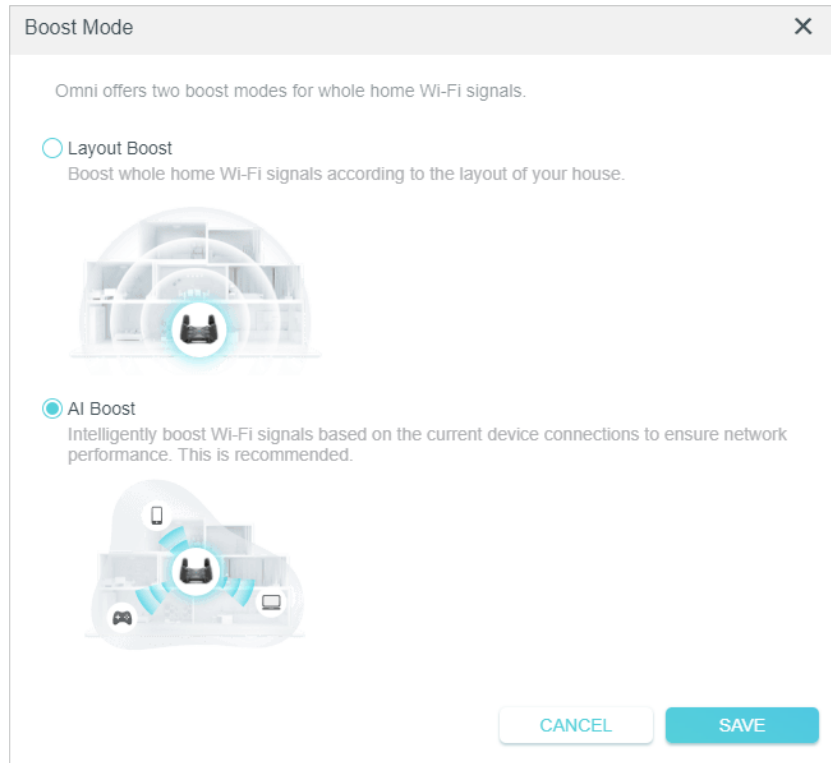 Boost Mode
Omni offers two boost modes for whole home Wi-Fi signals.
Layout Boost
Boost whole home Wi-Fi signals according to the layout of your house.
AI Boost
Intelligently boost Wi-Fi signals based on the current device connections to ensure network
performance. This is recommended.
CANCEL
SAVE